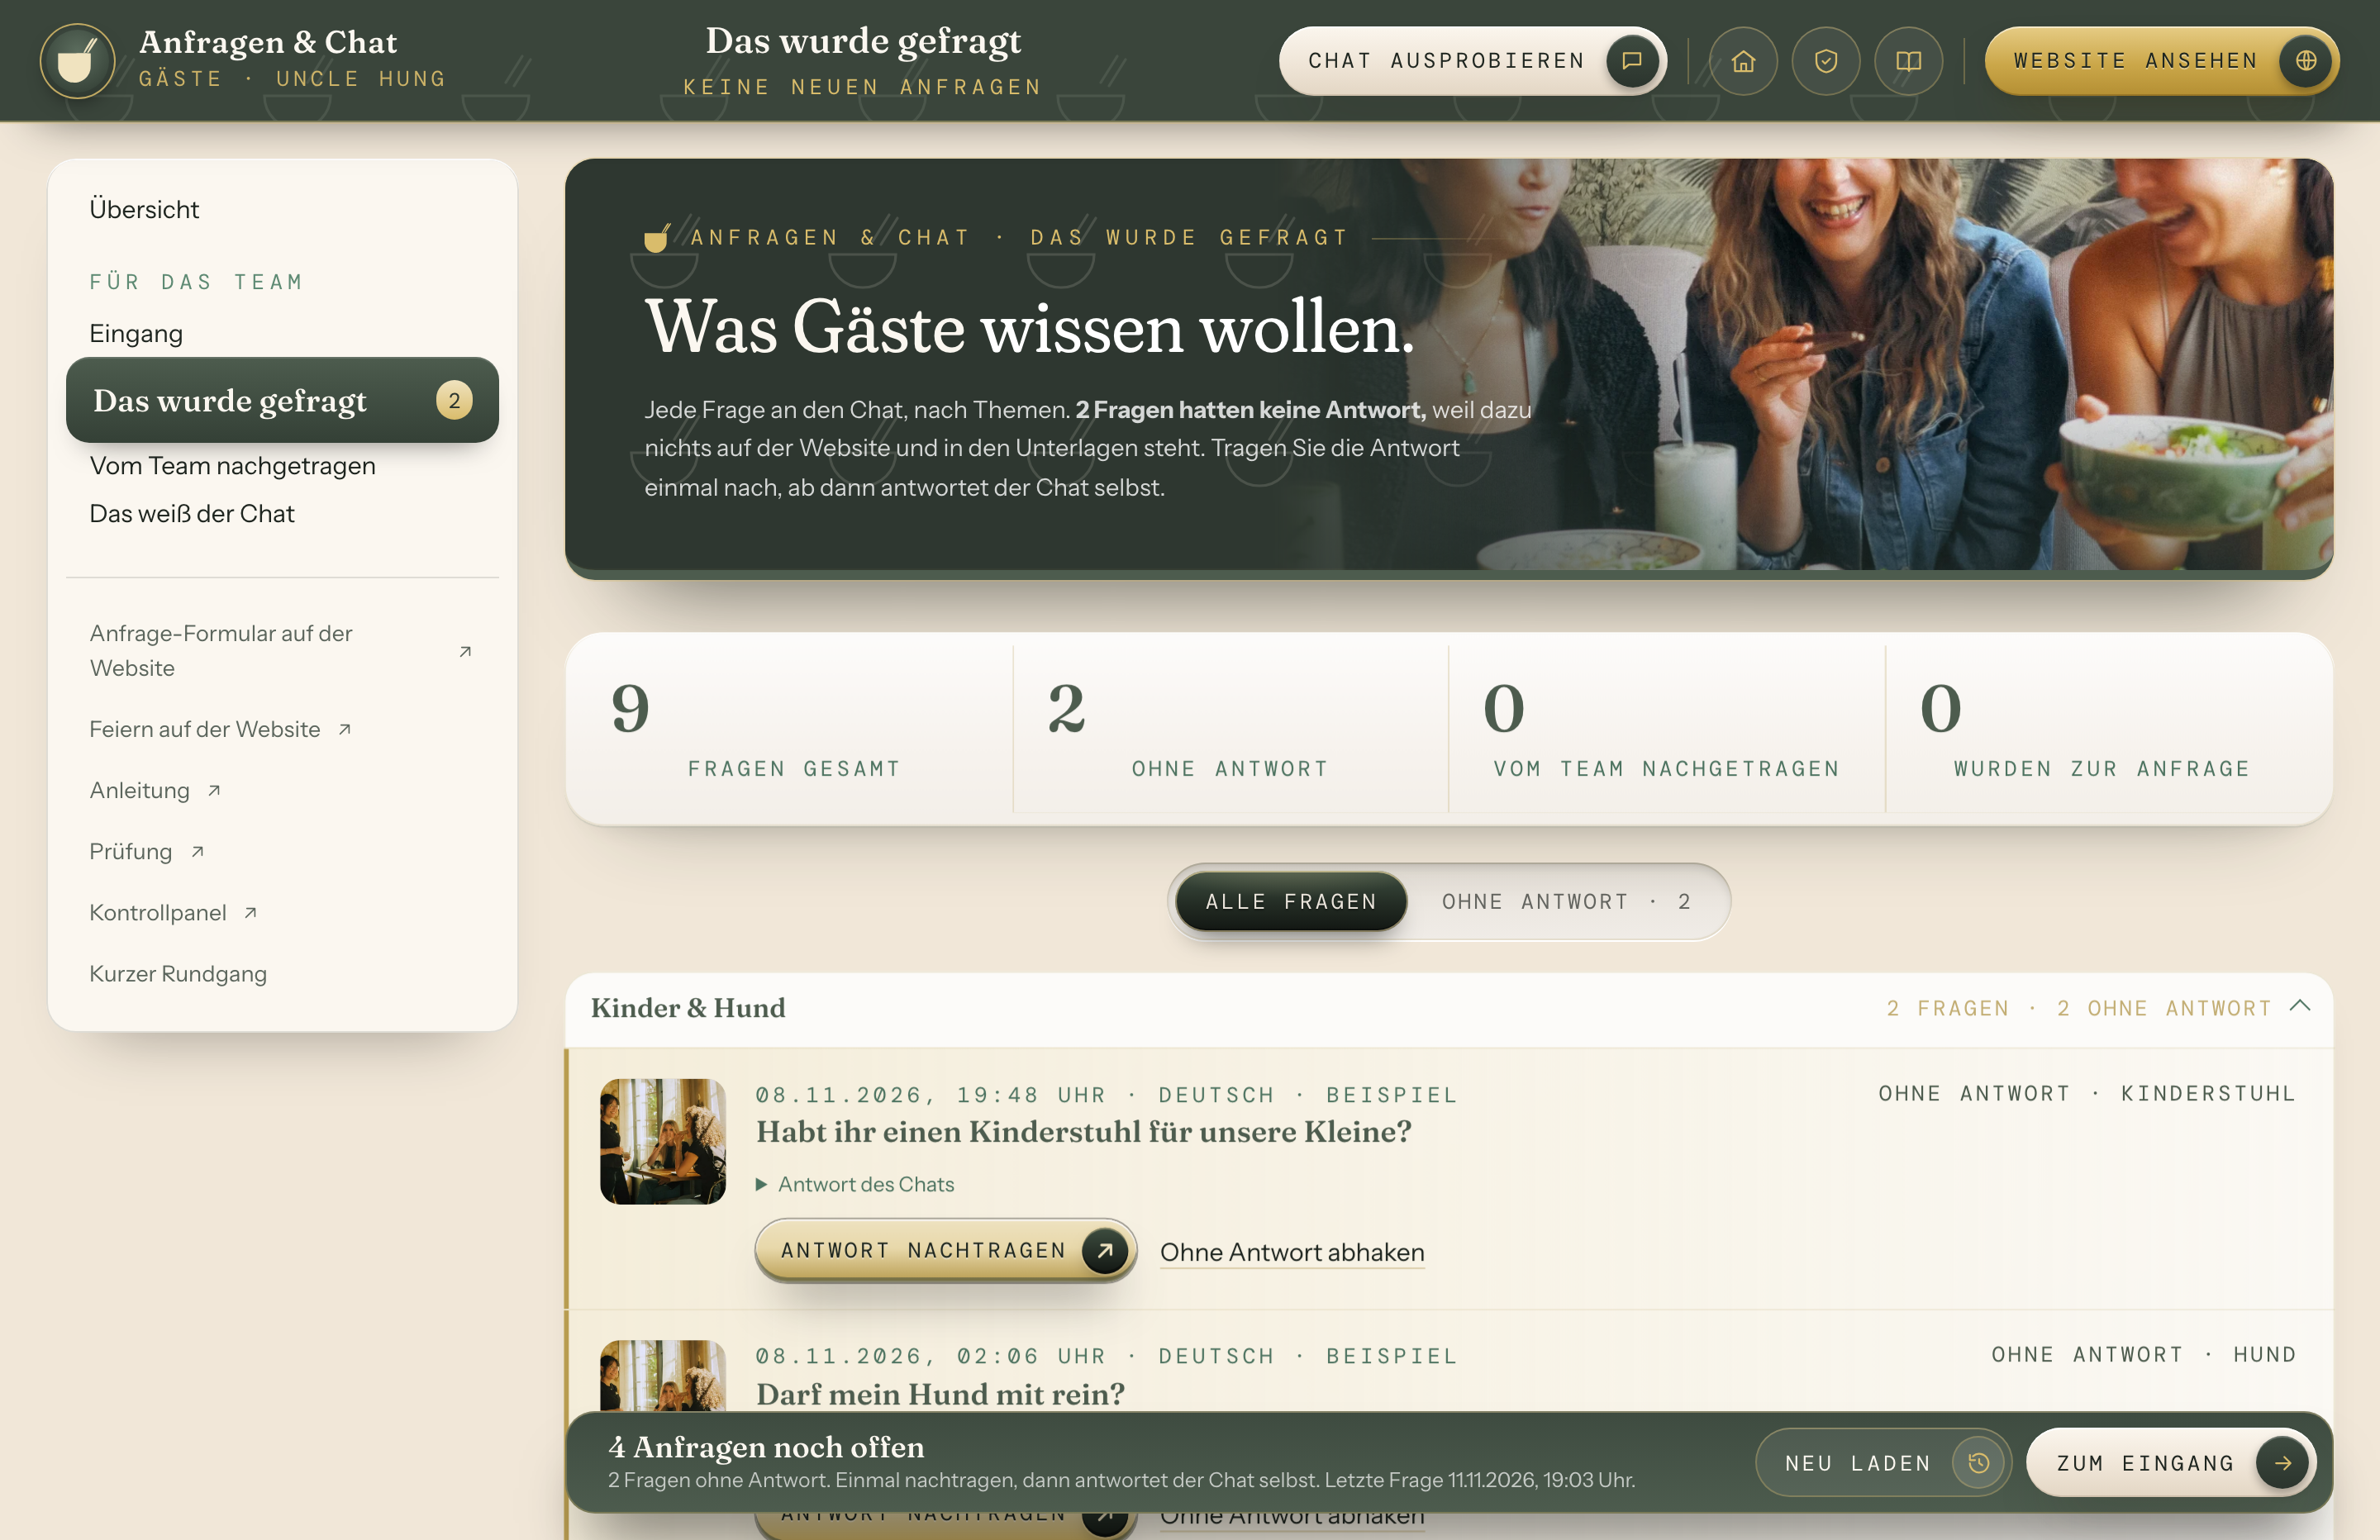 Anfragen & Chat
GÄSTE · UNCLE HUNG
Das wurde gefragt
KEINE NEUEN ANFRAGEN
CHAT AUSPROBIEREN
WEBSITE ANSEHEN
Übersicht
FÜR DAS TEAM
Eingang
Das wurde gefragt 2
Vom Team nachgetragen
Das weiß der Chat
Anfrage-Formular auf der
Website
Feiern auf der Website
Anleitung
Prüfung
Kontrollpanel
Kurzer Rundgang
ANFRAGEN & CHAT · DAS WURDE GEFRAGT
Was Gäste wissen wollen.
Jede Frage an den Chat, nach Themen. 2 Fragen hatten keine Antwort, weil dazu
nichts auf der Website und in den Unterlagen steht. Tragen Sie die Antwort
einmal nach, ab dann antwortet der Chat selbst.
9
FRAGEN GESAMT
2
OHNE ANTWORT
0
VOM TEAM NACHGETRAGEN
0
WURDEN ZUR ANFRAGE
ALLE FRAGEN
OHNE ANTWORT · 2
Kinder & Hund
2 FRAGEN · 2 OHNE ANTWORT
08.11.2026, 19:48 UHR · DEUTSCH · BEISPIEL
OHNE ANTWORT · KINDERSTUHL
Habt ihr einen Kinderstuhl für unsere Kleine?
Antwort des Chats
ANTWORT NACHTRAGEN
Ohne Antwort abhaken
08.11.2026, 02:06 UHR · DEUTSCH · BEISPIEL
OHNE ANTWORT · HUND
Darf mein Hund mit rein?
4 Anfragen noch offen
2 Fragen ohne Antwort. Einmal nachtragen, dann antwortet der Chat selbst. Letzte Frage 11.11.2026, 19:03 Uhr.
NEU LADEN
ZUM EINGANG
ANTWORT NACHTRAGEN
Ohne Antwort abhaken